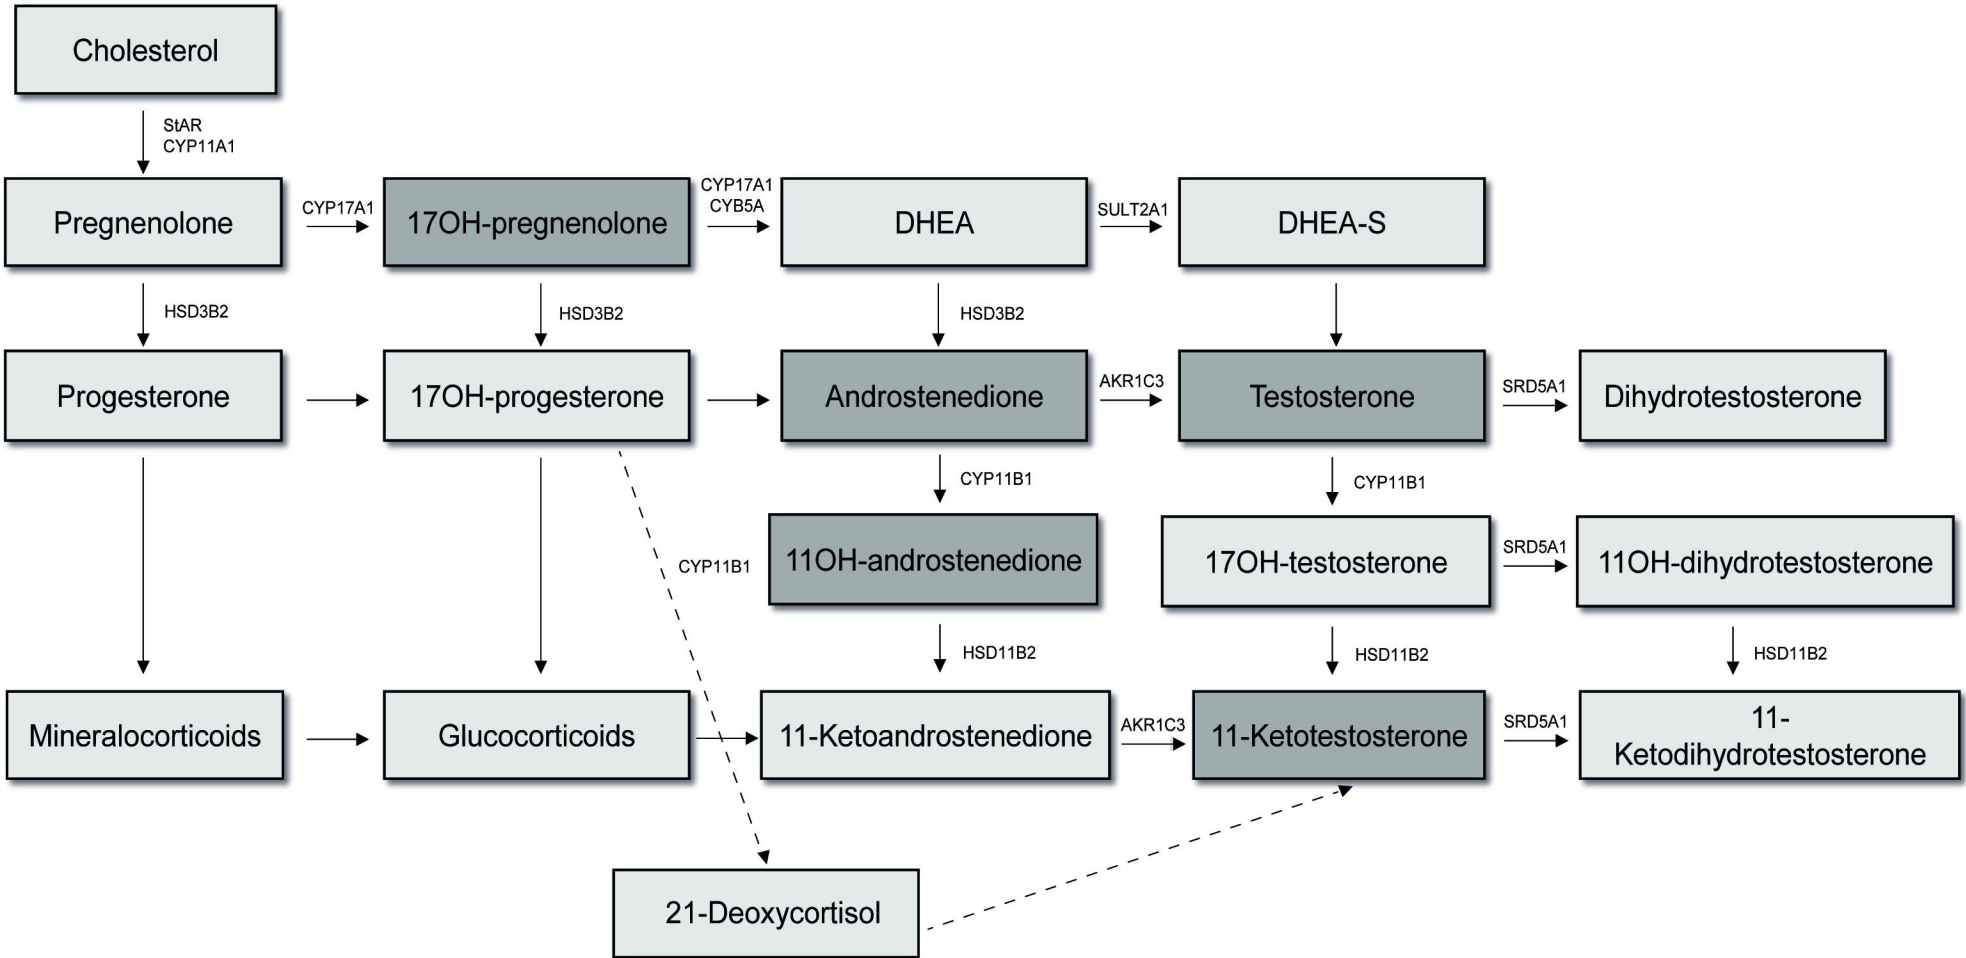 Cholesterol
StAR
CYP11A1
Pregnenolone
CYP17A1
17OH-pregnenolone
CYP17A1
CYB5A
DHEA
SULT2A1
DHEA-S
HSD3B2
HSD3B2
HSD3B2
Progesterone
17OH-progesterone
Androstenedione
AKR1C3
Testosterone
SRD5A1
Dihydrotestosterone
CYP11B1
CYP11B1
CYP11B1
11OH-androstenedione
17OH-testosterone
SRD5A1
11OH-dihydrotestosterone
HSD11B2
HSD11B2
HSD11B2
Mineralocorticoids
Glucocorticoids
11-Ketoandrostenedione
AKR1C3
11-Ketotestosterone
SRD5A1
11-
Ketodihydrotestosterone
21-Deoxycortisol